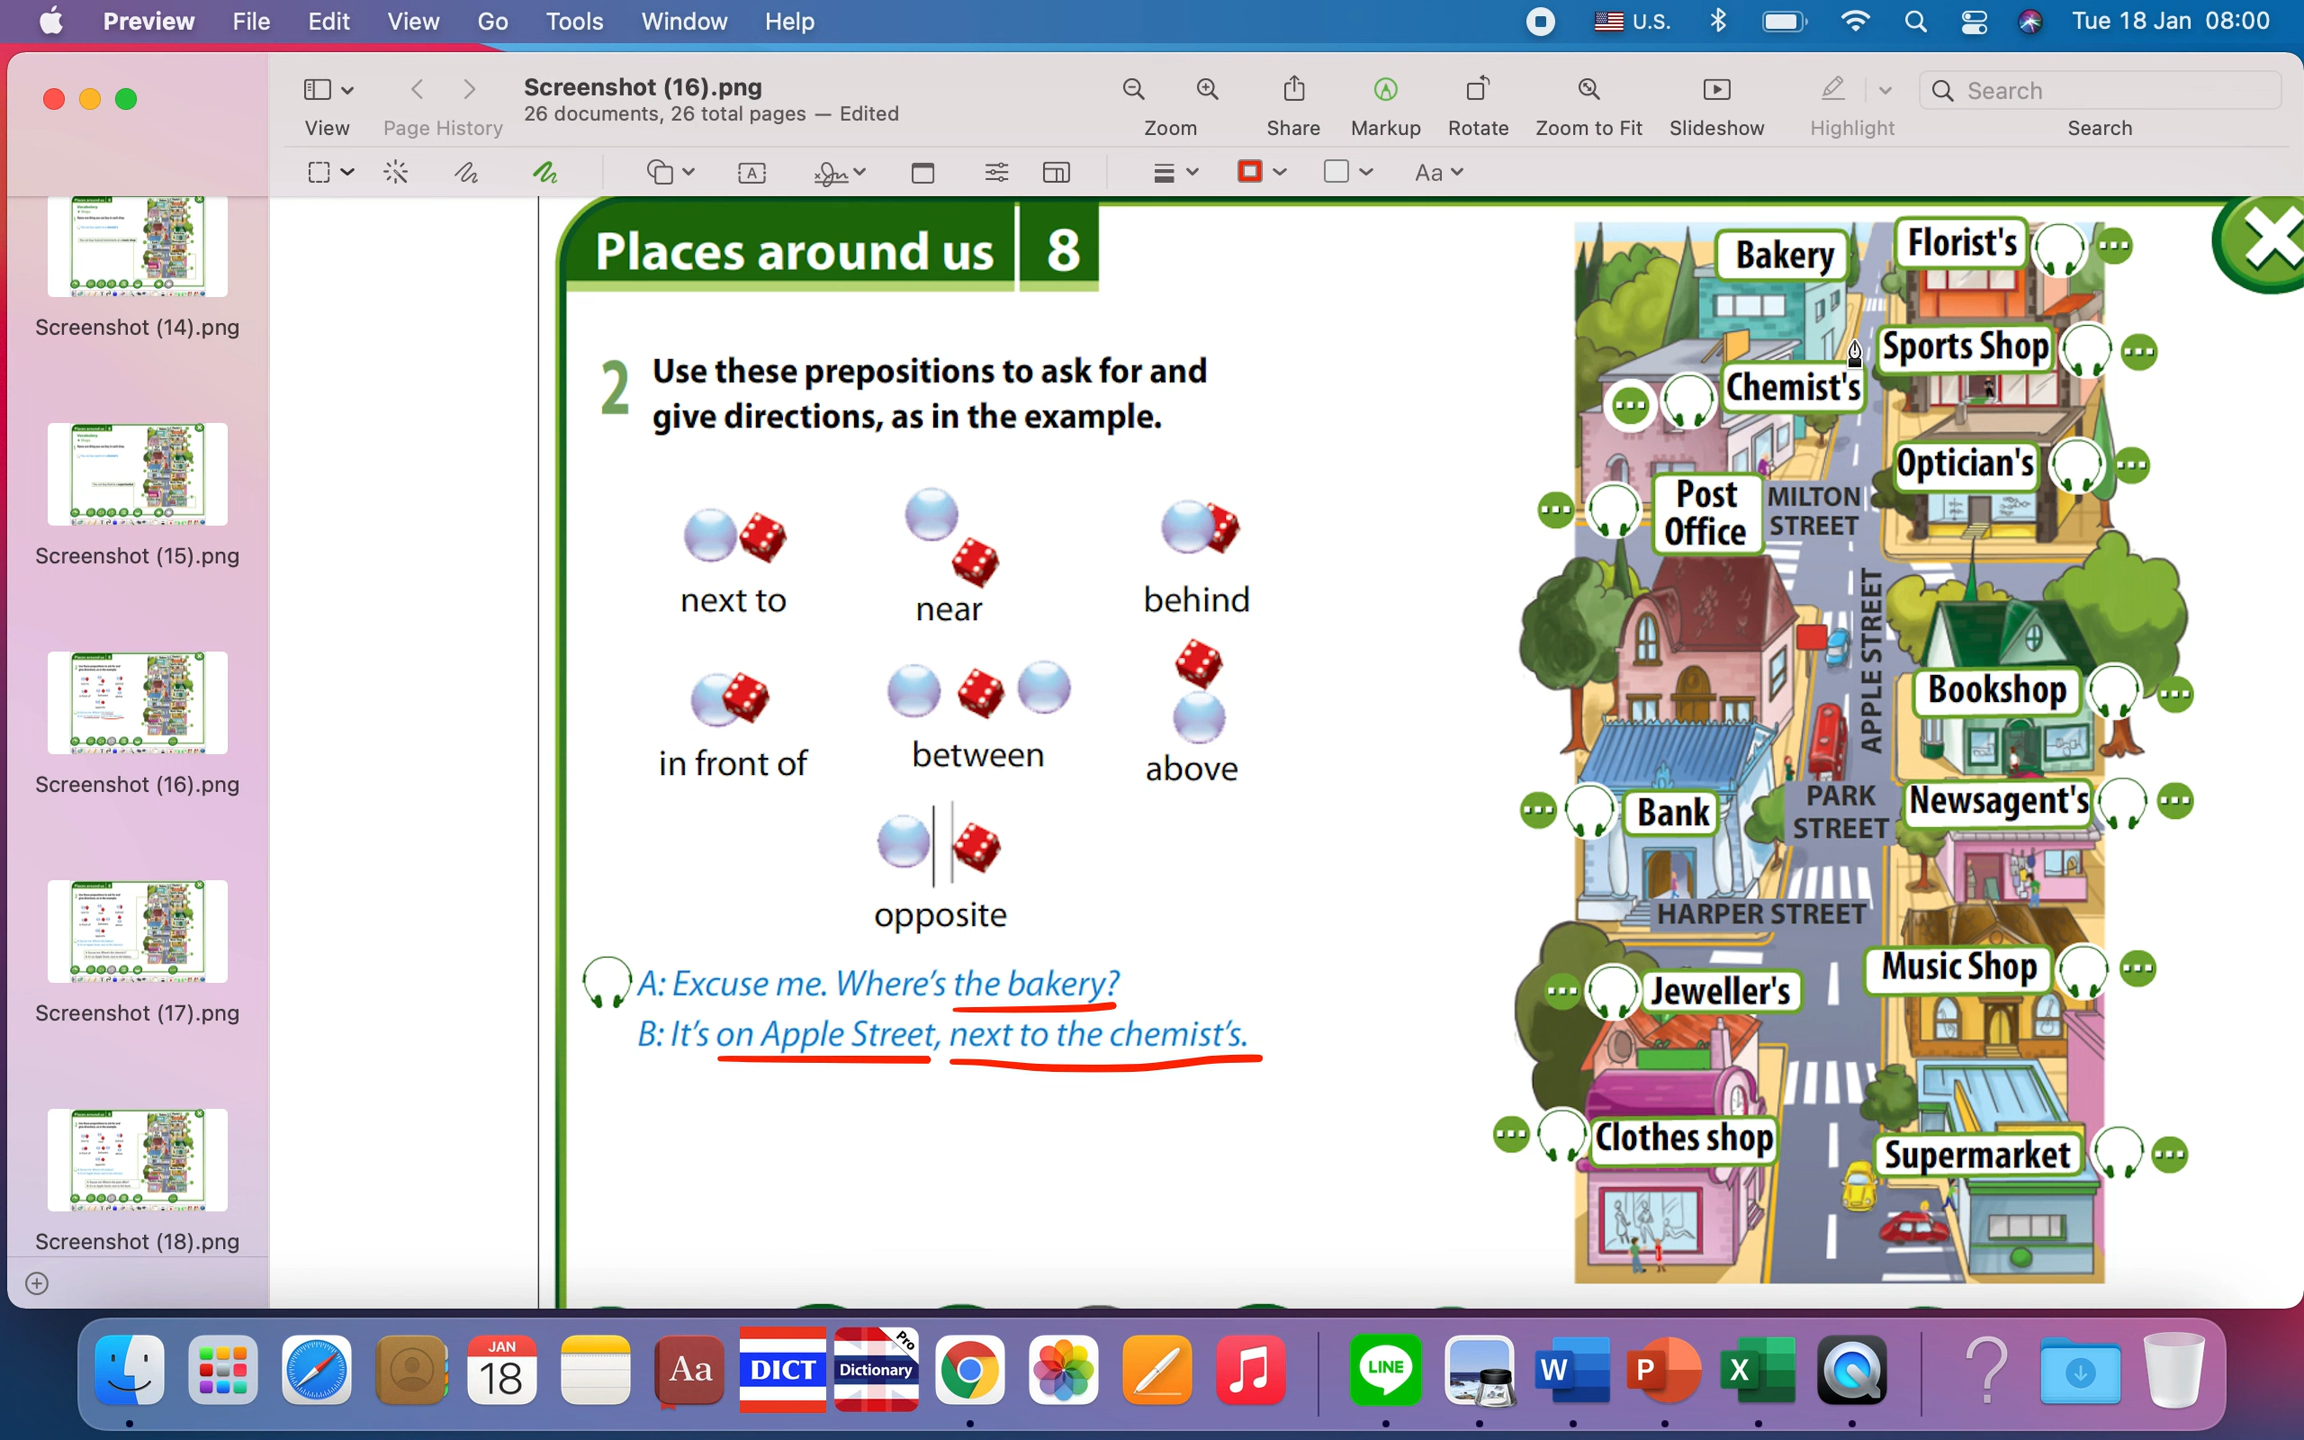 Preview File Edit View Go Tools Window Help U.S. Tue 18 Jan 08:00
Screenshot (16).png
26 documents, 26 total pages — Edited
View Page History Zoom Share Markup Rotate Zoom to Fit Slideshow Highlight Search
Search
A Aa
Screenshot (14).png
Screenshot (15).png
Screenshot (16).png
Screenshot (17).png
Screenshot (18).png
Places around us 8
2 Use these prepositions to ask for and
give directions, as in the example.
next to
near
behind
in front of
between
above
opposite
A: Excuse me. Where's the bakery?
B: It's on Apple Street, next to the chemist's.
Bakery
Florist's
Sports Shop
Chemist's
Optician's
Post
Office
MILTON
STREET
APPLE STREET
Bookshop
PARK
STREET
Newsagent's
Bank
HARPER STREET
Music Shop
Jeweller's
Clothes shop
Supermarket
JAN
18
Aa
DICT
Dictionary
Pro
LINE
W
P
X
?